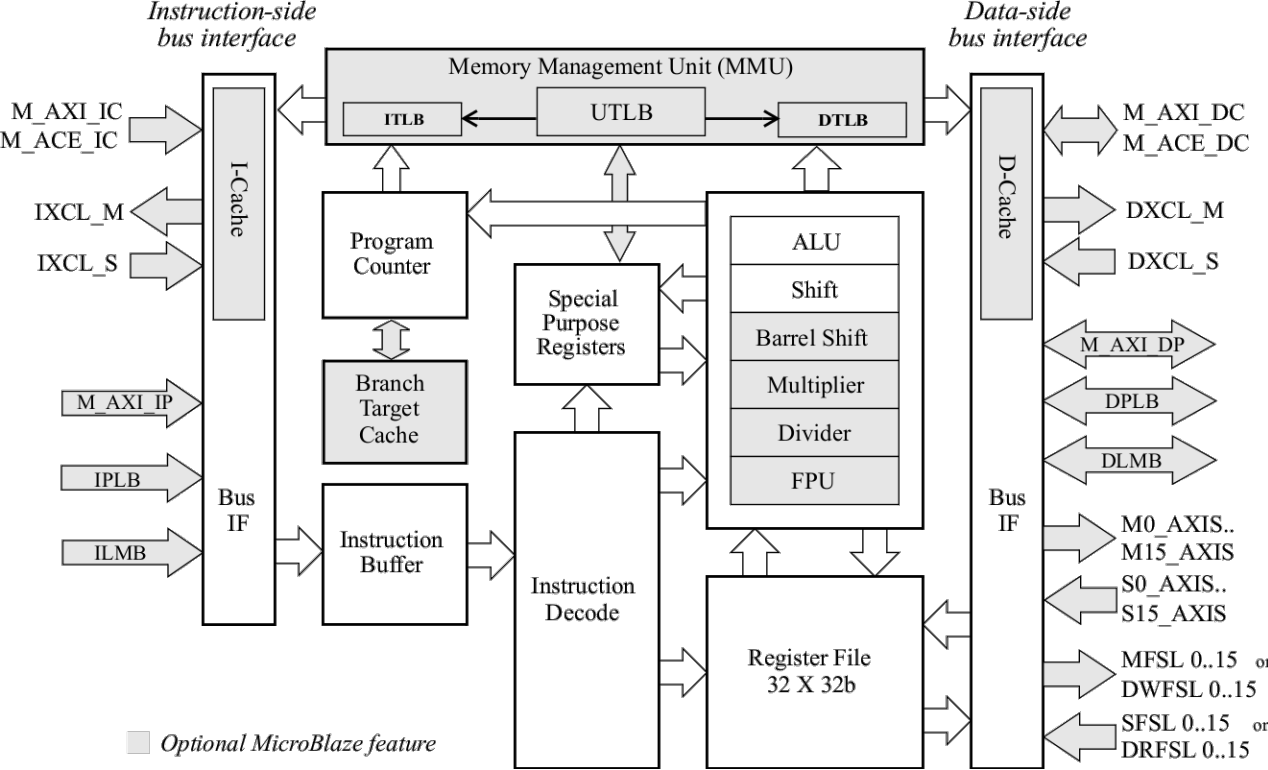 Instruction-side
bus interface
Data-side
bus interface
Memory Management Unit (MMU)
ITLB
UTLB
DTLB
M_AXI_IC
M_ACE_IC
IXCL_M
IXCL_S
M_AXI_IP
IPLB
ILMB
I-Cache
Bus
IF
Program
Counter
Branch
Target
Cache
Instruction
Buffer
Special
Purpose
Registers
Instruction
Decode
ALU
Shift
Barrel Shift
Multiplier
Divider
FPU
Register File
32 X 32b
D-Cache
Bus
IF
M_AXI_DC
M_ACE_DC
DXCL_M
DXCL_S
M_AXI_DP
DPLB
DLMB
M0_AXIS..
M15_AXIS
S0_AXIS..
S15_AXIS
MFSL 0..15 or
DWFSL 0..15
SFSL 0..15 or
DRFSL 0..15
Optional MicroBlaze feature